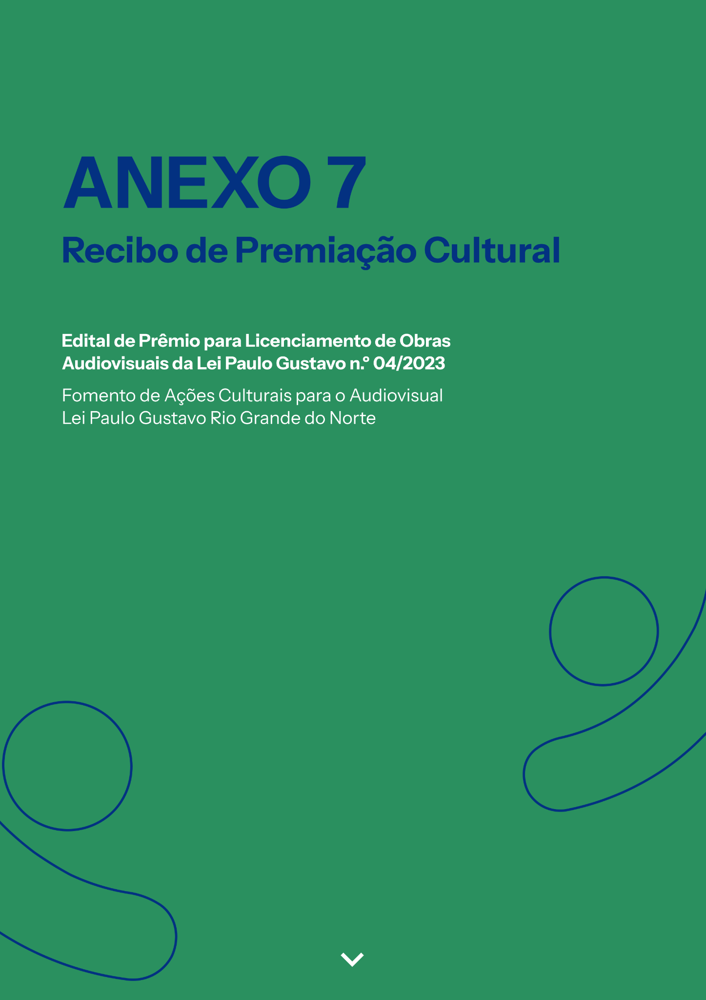 ANEXO 7
Recibo de Premiação Cultural
Edital de Prêmio para Licenciamento de Obras
Audiovisuais da Lei Paulo Gustavo n.º 04/2023
Fomento de Ações Culturais para o Audiovisual
Lei Paulo Gustavo Rio Grande do Norte